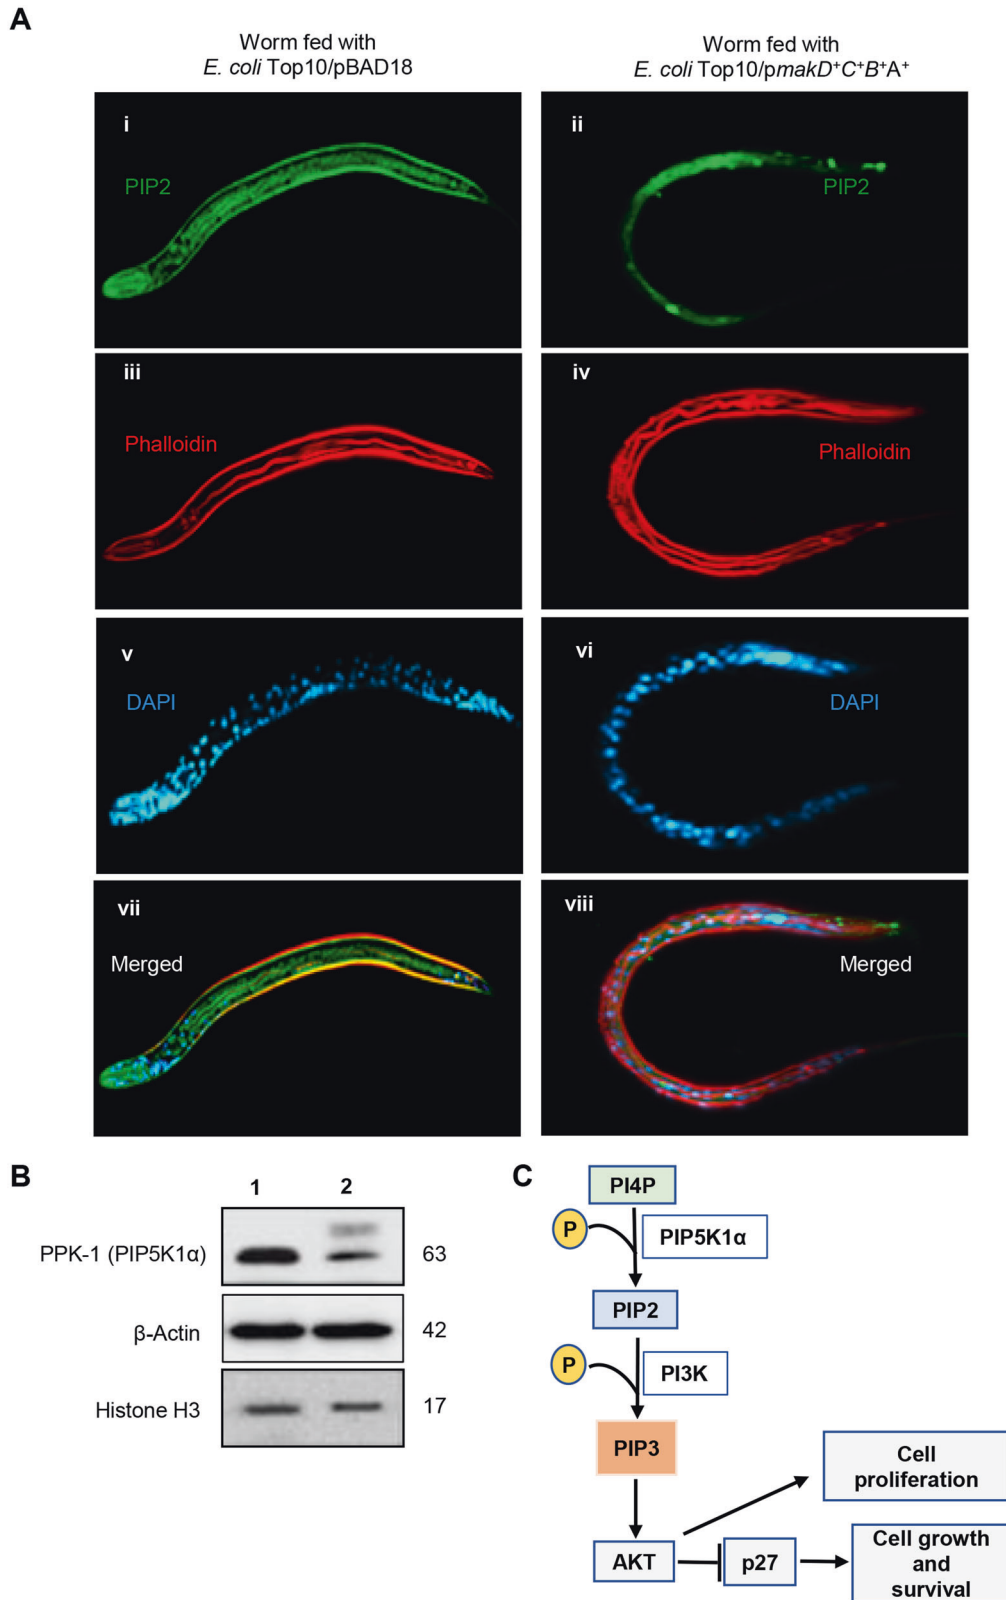 A
Worm fed with
E. coli Top10/pBAD18
Worm fed with
E. coli Top10/pmakD⁺C⁺B⁺A⁺
i
PIP2
ii
PIP2
iii
Phalloidin
iv
Phalloidin
v
DAPI
vi
DAPI
vii
Merged
viii
Merged
B
1 2
PPK-1 (PIP5K1α) 63
β-Actin 42
Histone H3 17
C
PI4P
P
PIP5K1α
PIP2
P
PI3K
PIP3
Cell
proliferation
AKT
p27
Cell growth
and
survival